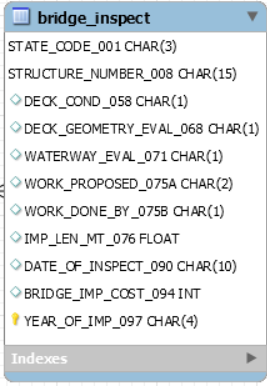 bridge_inspect
STATE_CODE_001 CHAR(3)
STRUCTURE_NUMBER_008 CHAR(15)
DECK_COND_058 CHAR(1)
DECK_GEOMETRY_EVAL_068 CHAR(1)
WATERWAY_EVAL_071 CHAR(1)
WORK_PROPOSED_075A CHAR(2)
WORK_DONE_BY_075B CHAR(1)
IMP_LEN_MT_076 FLOAT
DATE_OF_INSPECT_090 CHAR(10)
BRIDGE_IMP_COST_094 INT
YEAR_OF_IMP_097 CHAR(4)
Indexes